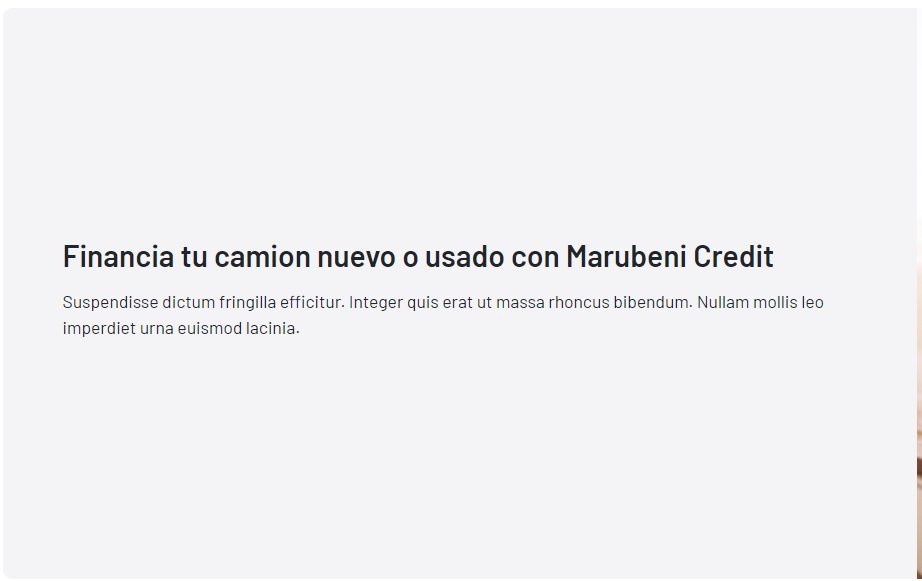 Financia tu camion nuevo o usado con Marubeni Credit
Suspendisse dictum fringilla efficitur. Integer quis erat ut massa rhoncus bibendum. Nullam mollis leo
imperdiet urna euismod lacinia.